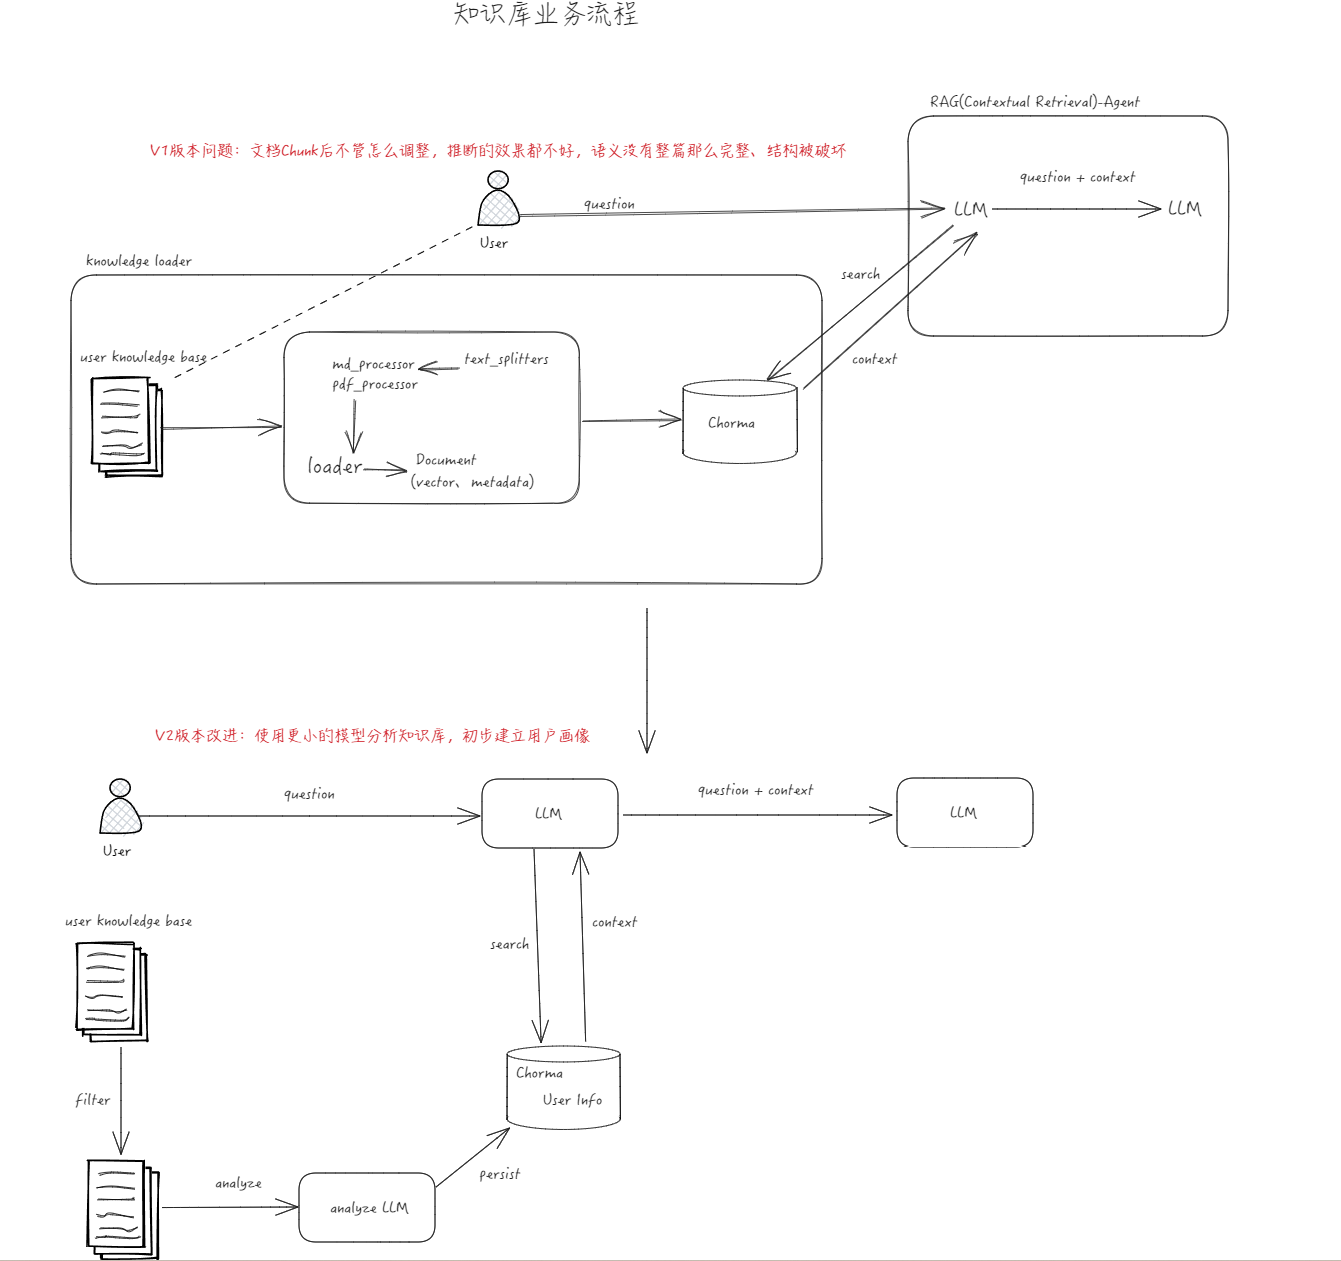 知识库业务流程
RAG(Contextual Retrieval)-Agent
V1版本问题：文档Chunk后不管怎么调整，推断的效果都不好，语义没有整篇那么完整、结构被破坏
question + context
question
LLM
LLM
User
knowledge loader
search
user knowledge base
md_processor
text_splitters
context
pdf_processor
Chorma
loader
Document
(vector、metadata)
V2版本改进：使用更小的模型分析知识库，初步建立用户画像
question
question + context
LLM
LLM
User
user knowledge base
context
search
Chorma
User Info
filter
persist
analyze
analyze LLM